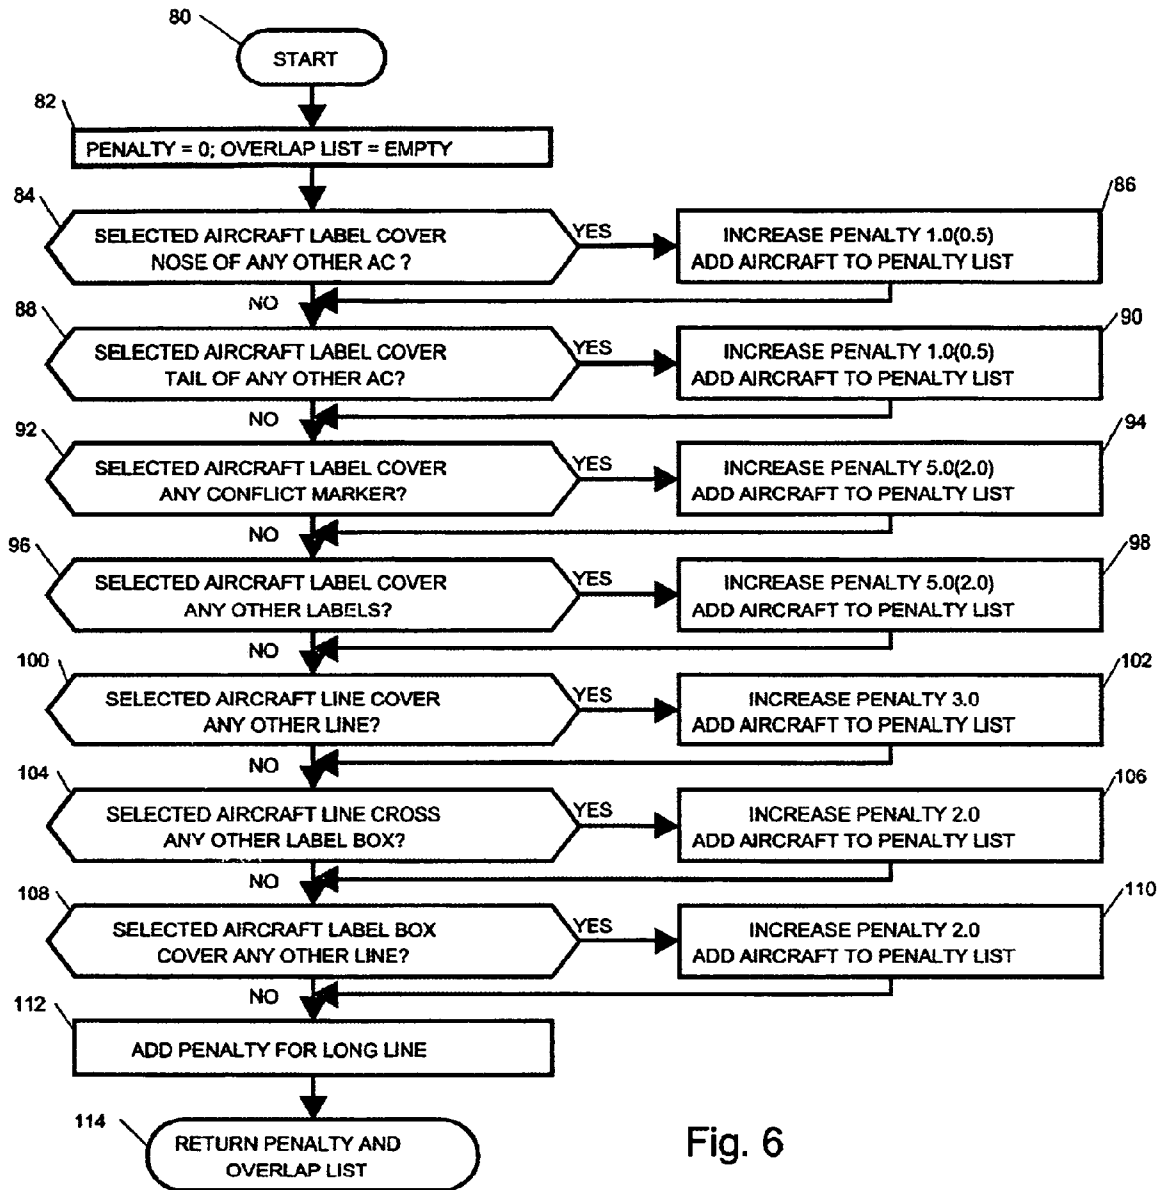 80
START
82
PENALTY = 0; OVERLAP LIST = EMPTY
84
SELECTED AIRCRAFT LABEL COVER
NOSE OF ANY OTHER AC ?
YES
86
INCREASE PENALTY 1.0(0.5)
ADD AIRCRAFT TO PENALTY LIST
NO
88
SELECTED AIRCRAFT LABEL COVER
TAIL OF ANY OTHER AC?
YES
90
INCREASE PENALTY 1.0(0.5)
ADD AIRCRAFT TO PENALTY LIST
NO
92
SELECTED AIRCRAFT LABEL COVER
ANY CONFLICT MARKER?
YES
94
INCREASE PENALTY 5.0(2.0)
ADD AIRCRAFT TO PENALTY LIST
NO
96
SELECTED AIRCRAFT LABEL COVER
ANY OTHER LABELS?
YES
98
INCREASE PENALTY 5.0(2.0)
ADD AIRCRAFT TO PENALTY LIST
NO
100
SELECTED AIRCRAFT LINE COVER
ANY OTHER LINE?
YES
102
INCREASE PENALTY 3.0
ADD AIRCRAFT TO PENALTY LIST
NO
104
SELECTED AIRCRAFT LINE CROSS
ANY OTHER LABEL BOX?
YES
106
INCREASE PENALTY 2.0
ADD AIRCRAFT TO PENALTY LIST
NO
108
SELECTED AIRCRAFT LABEL BOX
COVER ANY OTHER LINE?
YES
110
INCREASE PENALTY 2.0
ADD AIRCRAFT TO PENALTY LIST
NO
112
ADD PENALTY FOR LONG LINE
114
RETURN PENALTY AND
OVERLAP LIST
Fig. 6